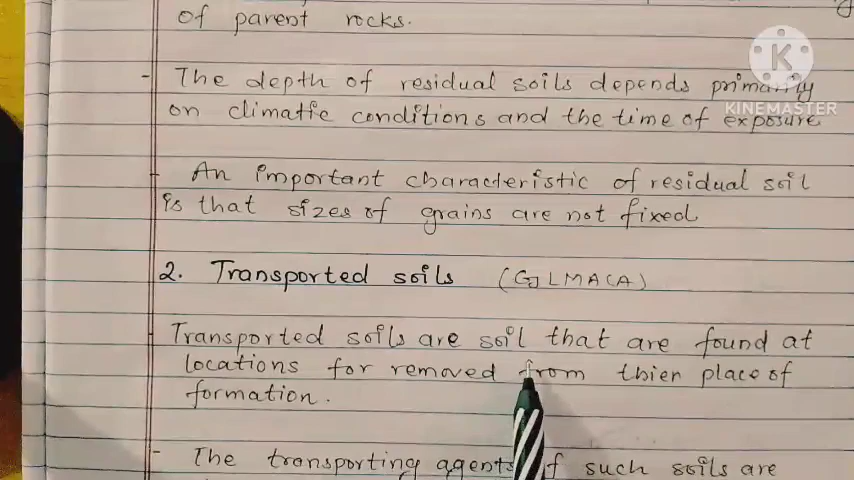 of parent rocks.
K
KINEMASTER
- The depth of residual soils depends primarily
on climatic conditions and the time of exposure
- An important characteristic of residual soil
is that sizes of grains are not fixed
2. Transported soils (GLMACA)
- Transported soils are soil that are found at
locations for removed from thier place of
formation.
- The transporting agents of such soils are